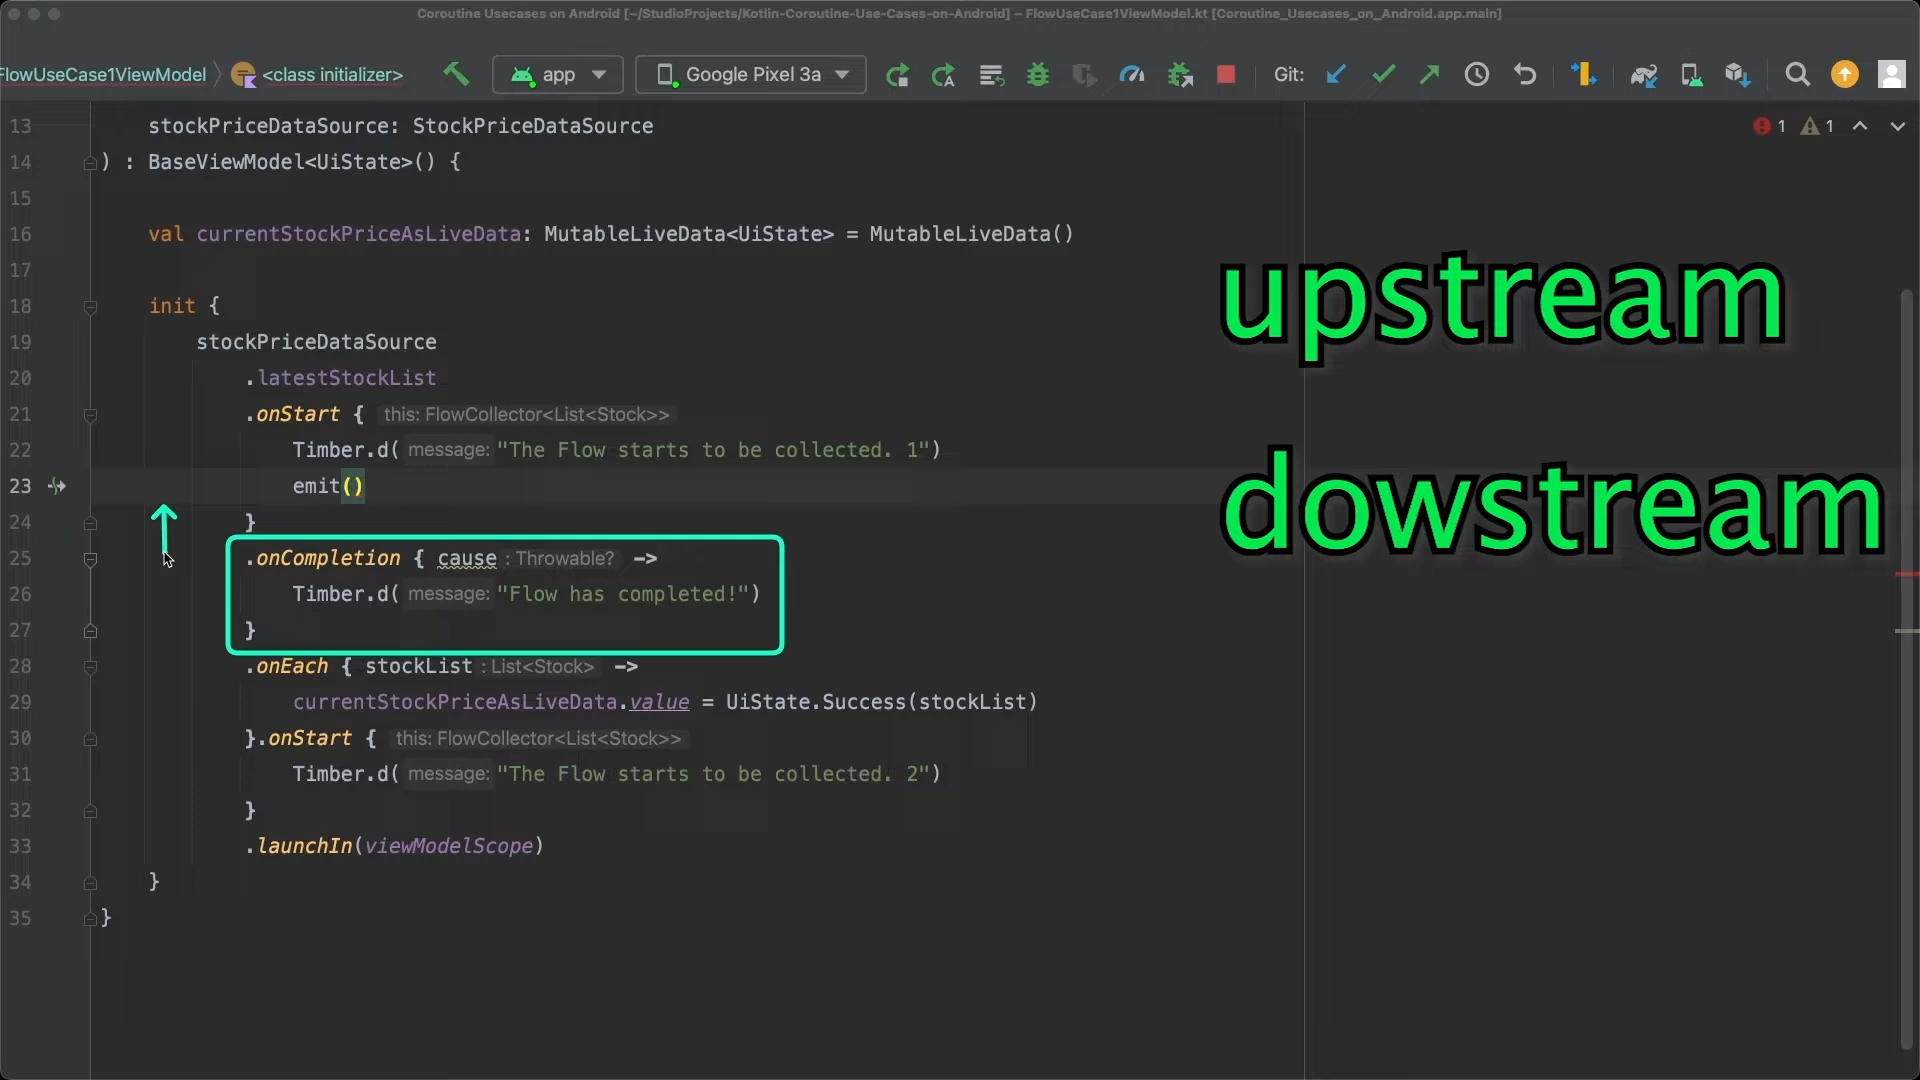 Coroutine Usecases on Android [~/StudioProjects/Kotlin-Coroutine-Use-Cases-on-Android] – FlowUseCase1ViewModel.kt [Coroutine_Usecases_on_Android.app.main]
FlowUseCase1ViewModel <class initializer> app Google Pixel 3a Git:
13 stockPriceDataSource: StockPriceDataSource 1 1
14 ) : BaseViewModel<UiState>() {
15
16 val currentStockPriceAsLiveData: MutableLiveData<UiState> = MutableLiveData()
17
upstream
18 init {
19 stockPriceDataSource
20 .latestStockList
21 .onStart { this: FlowCollector<List<Stock>>
22 Timber.d( message: "The Flow starts to be collected. 1")
23 emit()
dowstream
24 }
25 .onCompletion { cause : Throwable? ->
26 Timber.d( message: "Flow has completed!")
27 }
28 .onEach { stockList : List<Stock> ->
29 currentStockPriceAsLiveData.value = UiState.Success(stockList)
30 }.onStart { this: FlowCollector<List<Stock>>
31 Timber.d( message: "The Flow starts to be collected. 2")
32 }
33 .launchIn(viewModelScope)
34 }
35 }